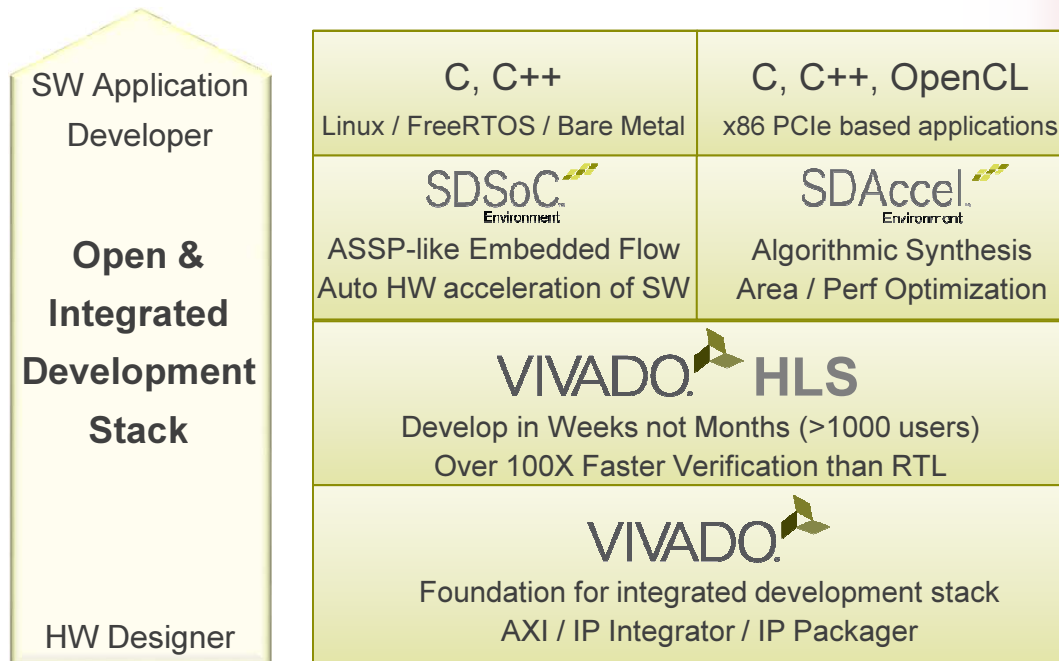 SW Application
Developer
Open &
Integrated
Development
Stack
HW Designer
C, C++
Linux / FreeRTOS / Bare Metal
C, C++, OpenCL
x86 PCIe based applications
SDSoC™
Environment
ASSP-like Embedded Flow
Auto HW acceleration of SW
SDAccel™
Environment
Algorithmic Synthesis
Area / Perf Optimization
VIVADO. HLS
Develop in Weeks not Months (>1000 users)
Over 100X Faster Verification than RTL
VIVADO.
Foundation for integrated development stack
AXI / IP Integrator / IP Packager